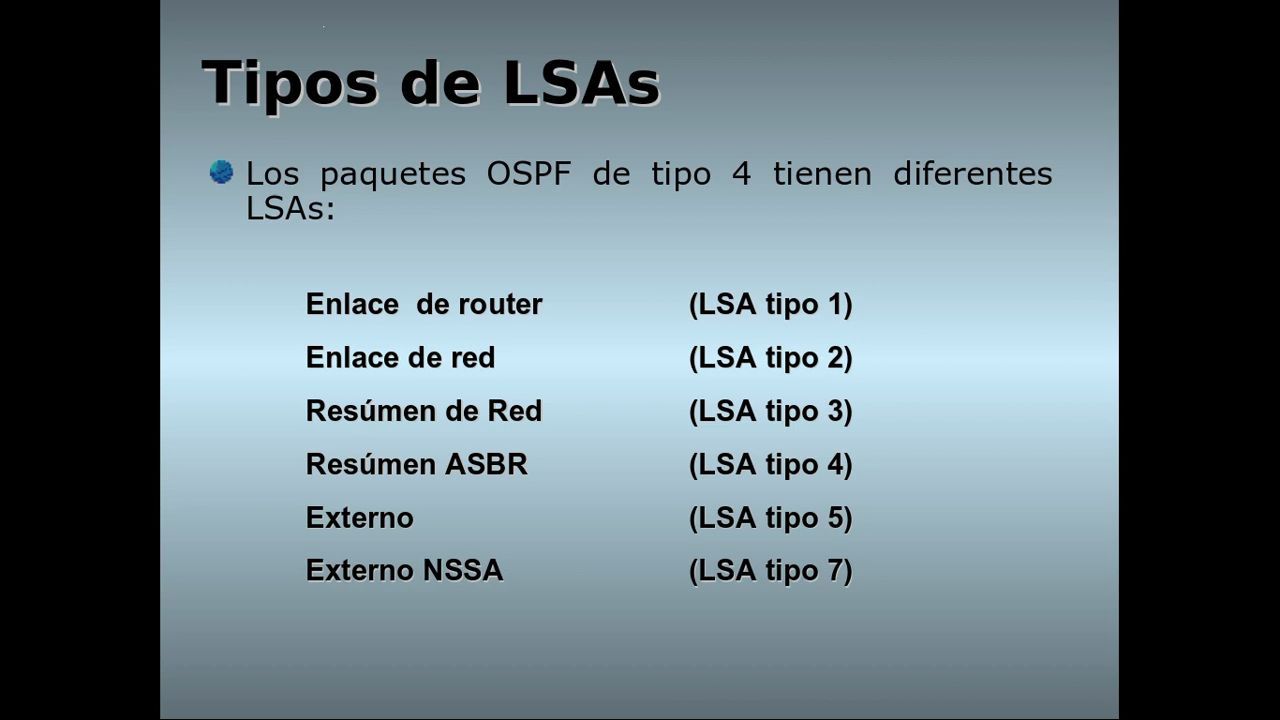 Tipos de LSAs
Los paquetes OSPF de tipo 4 tienen diferentes
LSAs:
Enlace de router (LSA tipo 1)
Enlace de red (LSA tipo 2)
Resúmen de Red (LSA tipo 3)
Resúmen ASBR (LSA tipo 4)
Externo (LSA tipo 5)
Externo NSSA (LSA tipo 7)